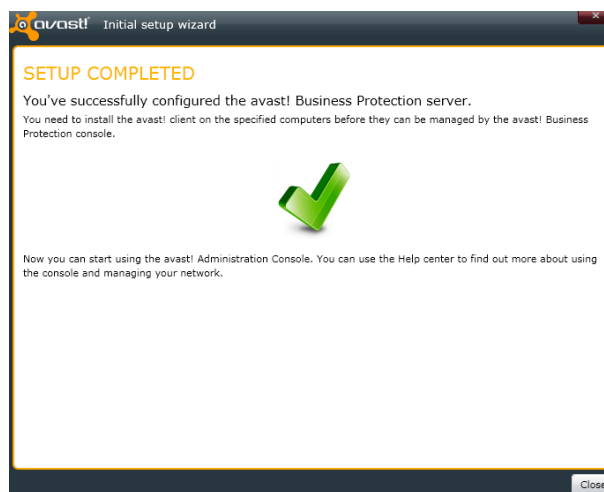 avast! Initial setup wizard
SETUP COMPLETED
You've successfully configured the avast! Business Protection server.
You need to install the avast! client on the specified computers before they can be managed by the avast! Business
Protection console.
Now you can start using the avast! Administration Console. You can use the Help center to find out more about using
the console and managing your network.
Close